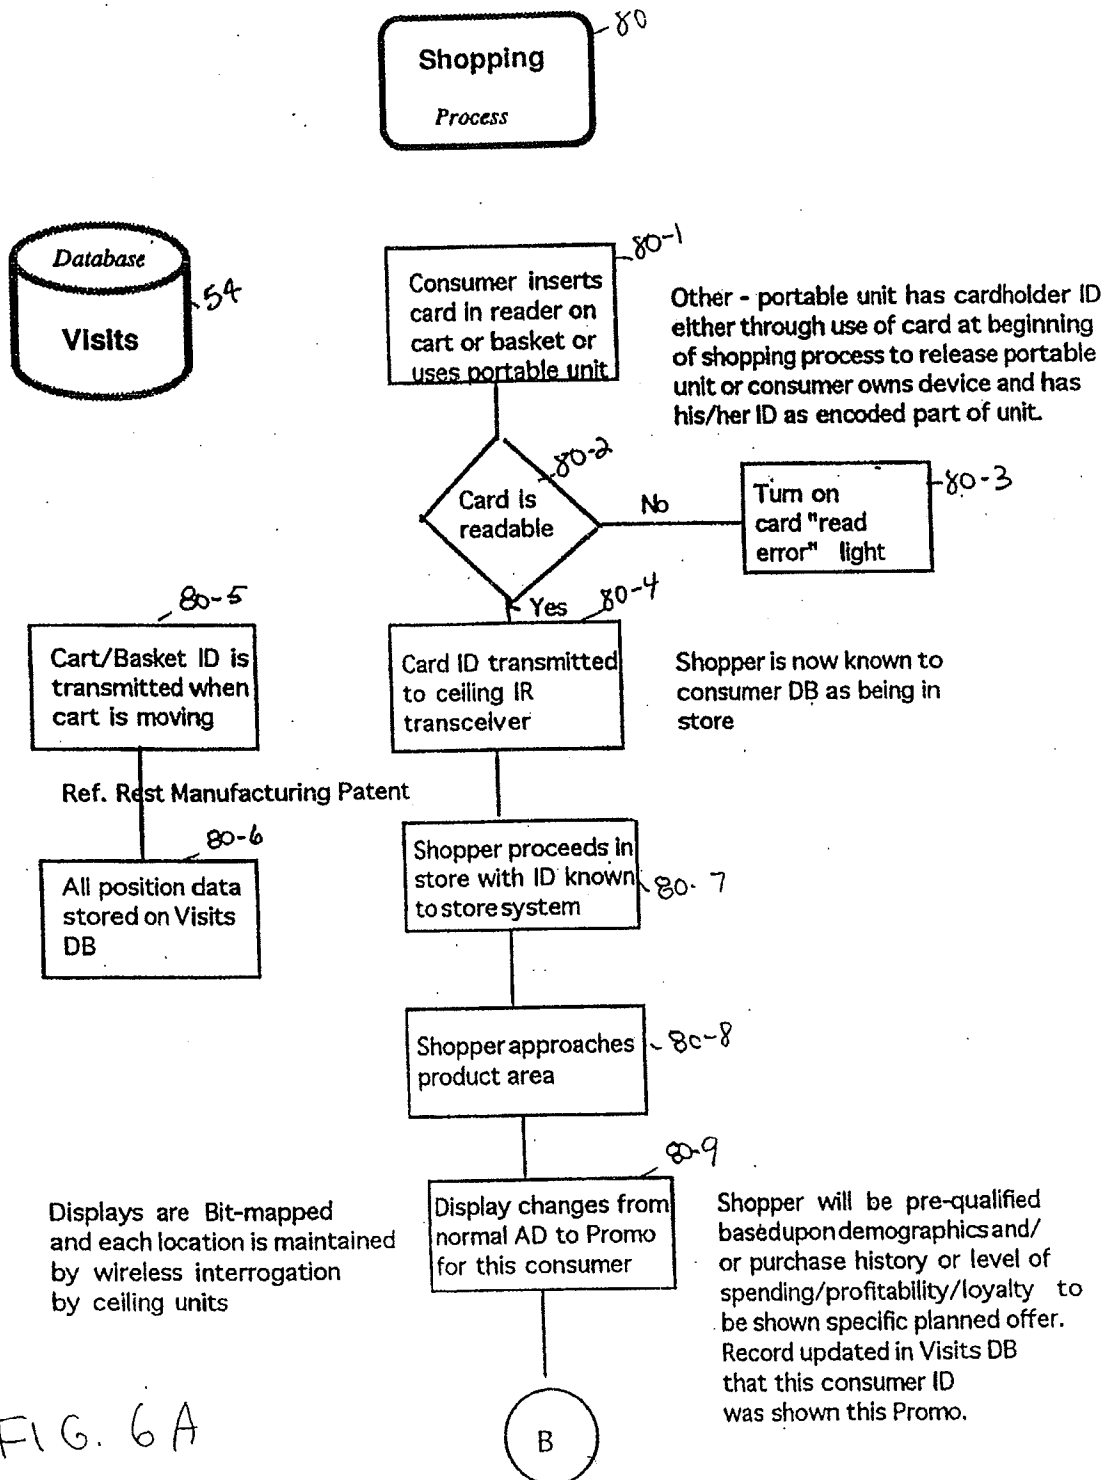 80
Shopping
Process
Database
Visits
54
80-1
Consumer inserts
card in reader on
cart or basket or
uses portable unit
Other - portable unit has cardholder ID
either through use of card at beginning
of shopping process to release portable
unit or consumer owns device and has
his/her ID as encoded part of unit.
80-2
Card is
readable
No
80-3
Turn on
card "read
error" light
Yes
80-4
80-5
Cart/Basket ID is
transmitted when
cart is moving
Card ID transmitted
to ceiling IR
transceiver
Shopper is now known to
consumer DB as being in
store
Ref. Rest Manufacturing Patent
80-6
All position data
stored on Visits
DB
Shopper proceeds in
store with ID known
to store system
80-7
Shopper approaches
product area
80-8
80-9
Displays are Bit-mapped
and each location is maintained
by wireless interrogation
by ceiling units
Display changes from
normal AD to Promo
for this consumer
Shopper will be pre-qualified
based upon demographics and/
or purchase history or level of
spending/profitability/loyalty to
be shown specific planned offer.
Record updated in Visits DB
that this consumer ID
was shown this Promo.
B
FIG. 6A